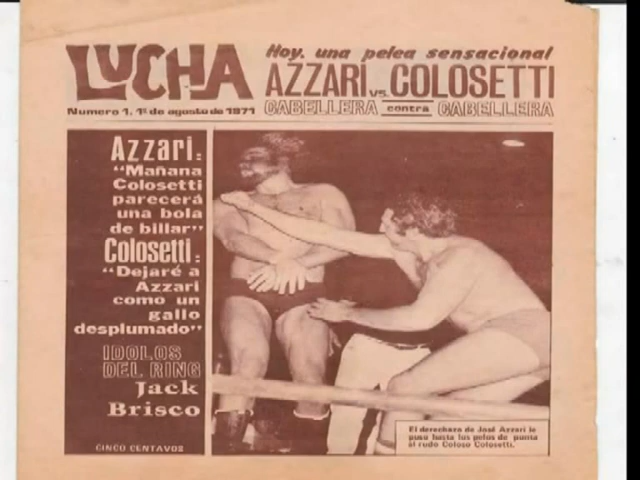 LUCHA
Numero 1, 1º de agosto de 1971
Hoy, una pelea sensacional
AZZARI vs. COLOSETTI
CABELLERA contra CABELLERA
Azzari:
"Mañana
Colosetti
parecerá
una bola
de billar"
Colosetti:
"Dejaré a
Azzari
como un
gallo
desplumado"
IDOLOS
DEL RING
Jack
Brisco
CINCO CENTAVOS
El derechazo de José Azzari le
puso hasta los pelos de punta
al rudo Coloso Colosetti.